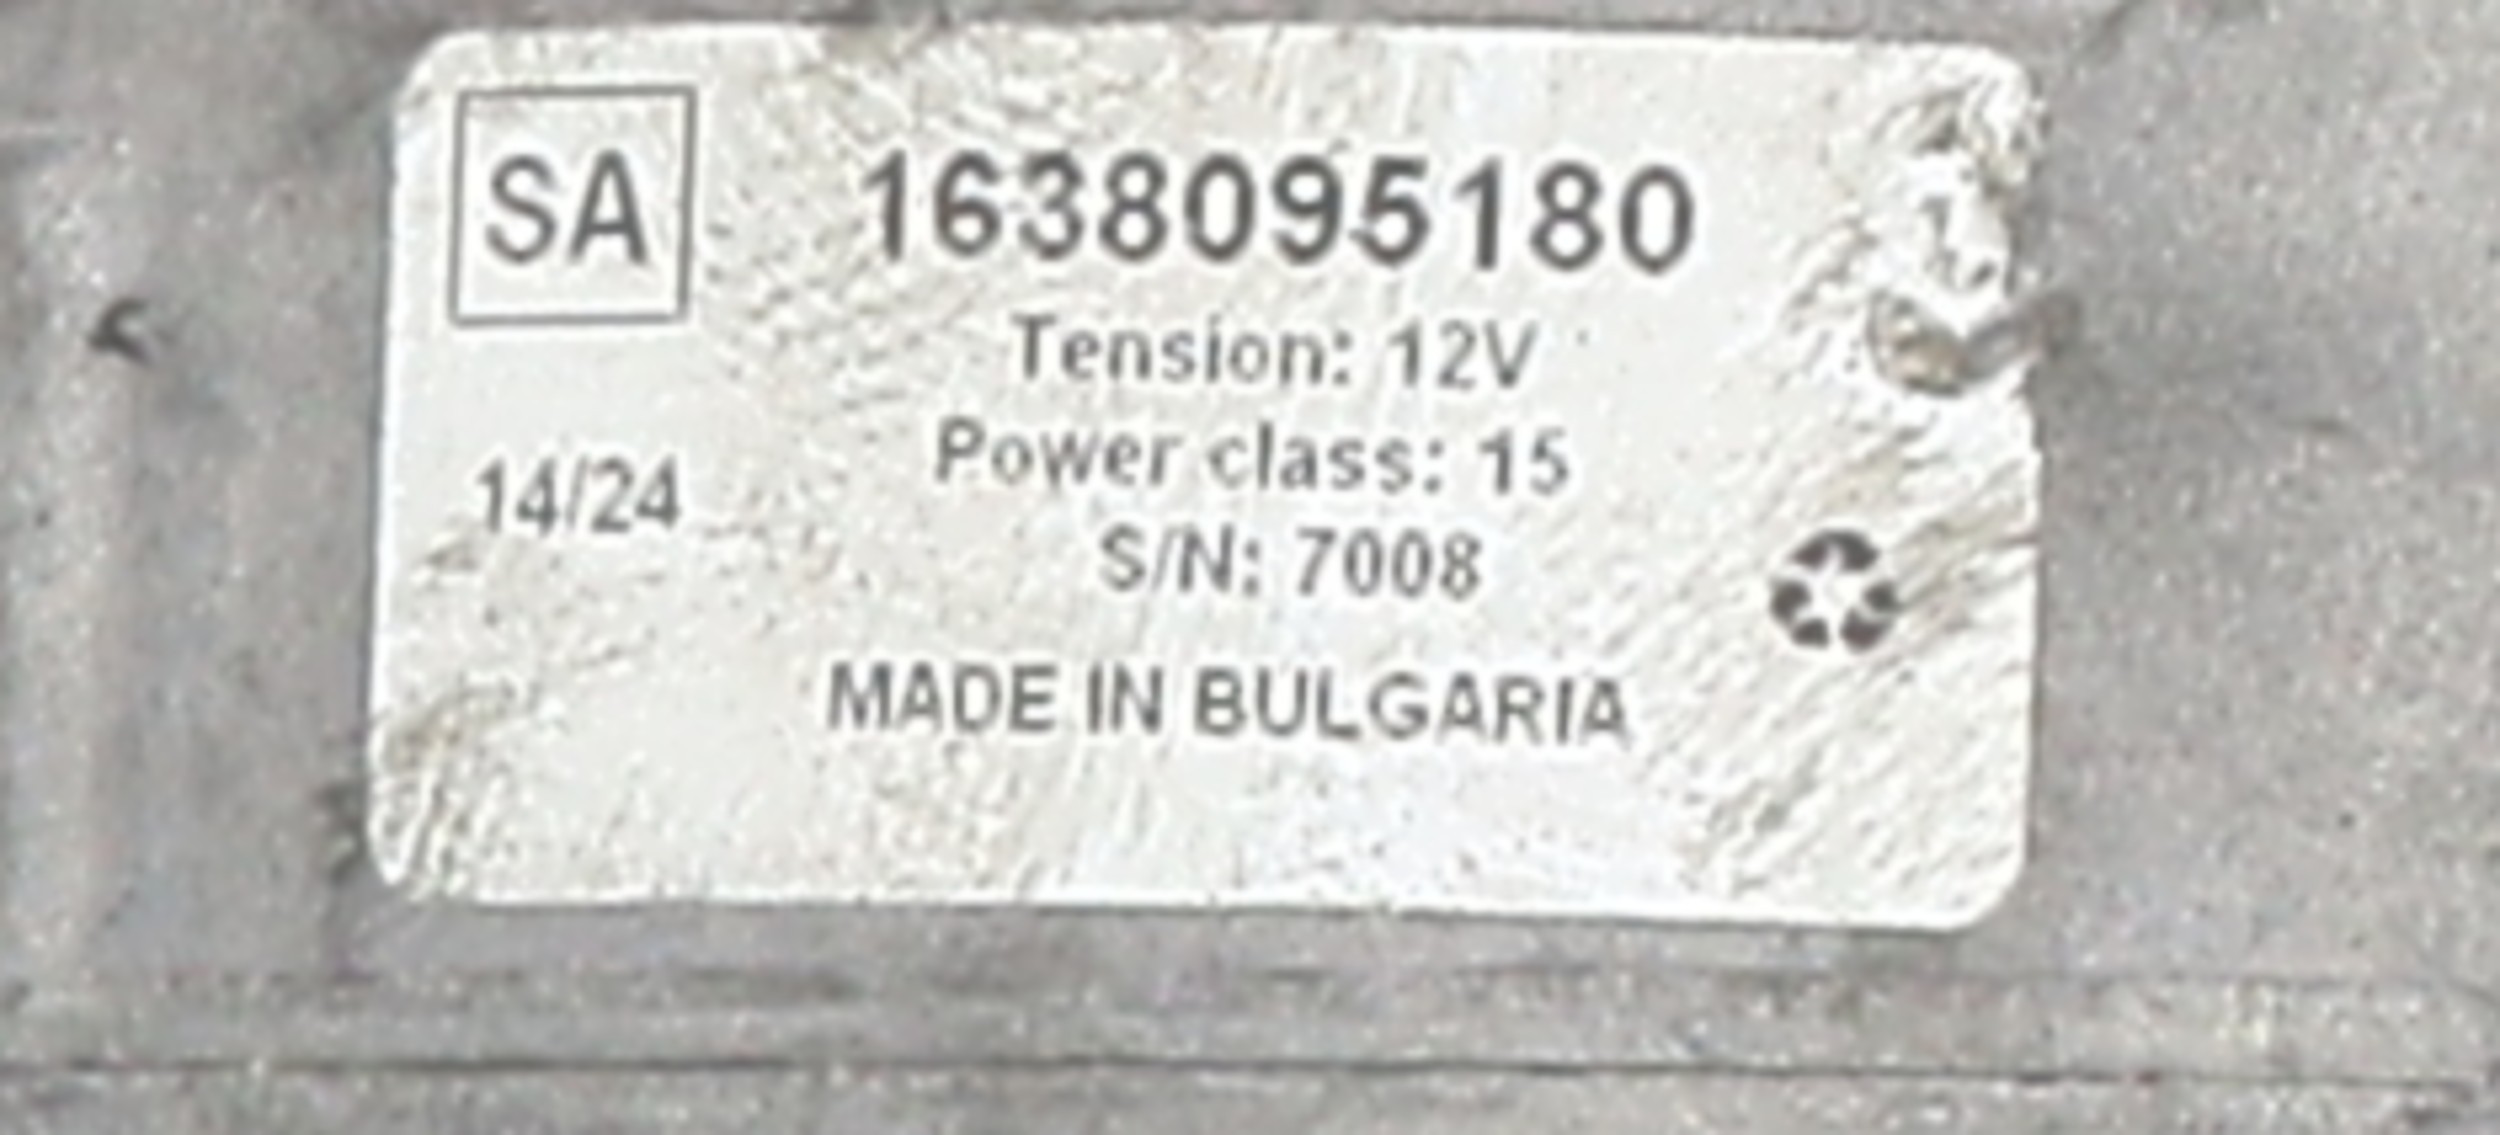 SA
1638095180
Tension: 12V
Power class: 15
14/24
S/N: 7008
MADE IN BULGARIA